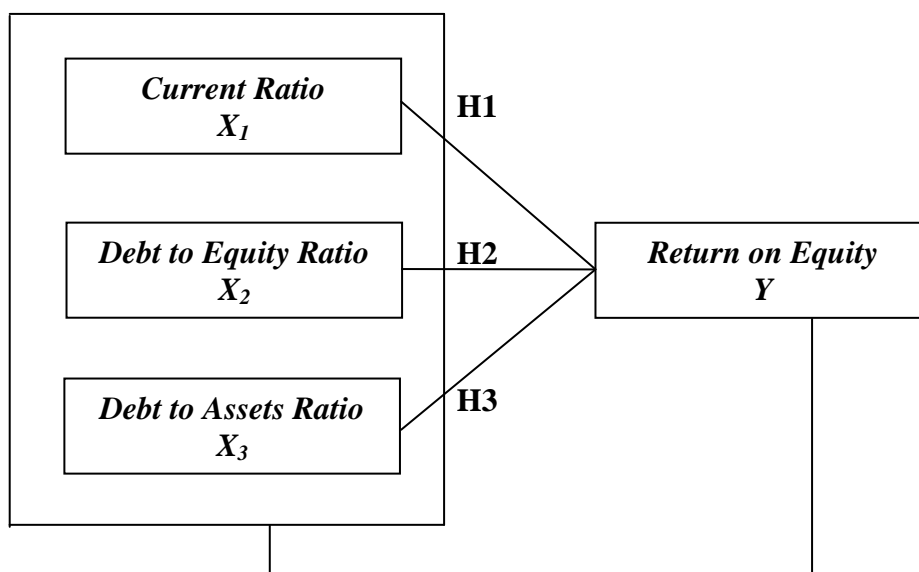 Current Ratio
X1
H1
Debt to Equity Ratio
X2
H2
Return on Equity
Y
Debt to Assets Ratio
X3
H3